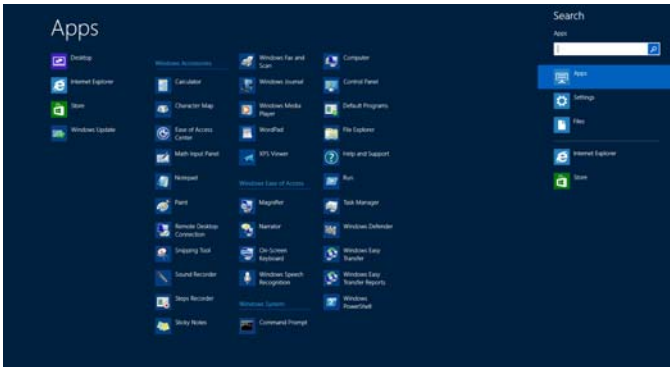 Apps
Desktop
Internet Explorer
Store
Windows Update
Windows Accessories
Calculator
Character Map
Ease of Access
Center
Math Input Panel
Notepad
Paint
Remote Desktop
Connection
Snipping Tool
Sound Recorder
Steps Recorder
Sticky Notes
Windows Fax and
Scan
Windows Journal
Windows Media
Player
WordPad
XPS Viewer
Windows Ease of Access
Magnifier
Narrator
On-Screen
Keyboard
Windows Speech
Recognition
Windows System
Command Prompt
Computer
Control Panel
Default Programs
File Explorer
Help and Support
Run
Task Manager
Windows Defender
Windows Easy
Transfer
Windows Easy
Transfer Reports
Windows
PowerShell
Search
Apps
Apps
Settings
Files
Internet Explorer
Store